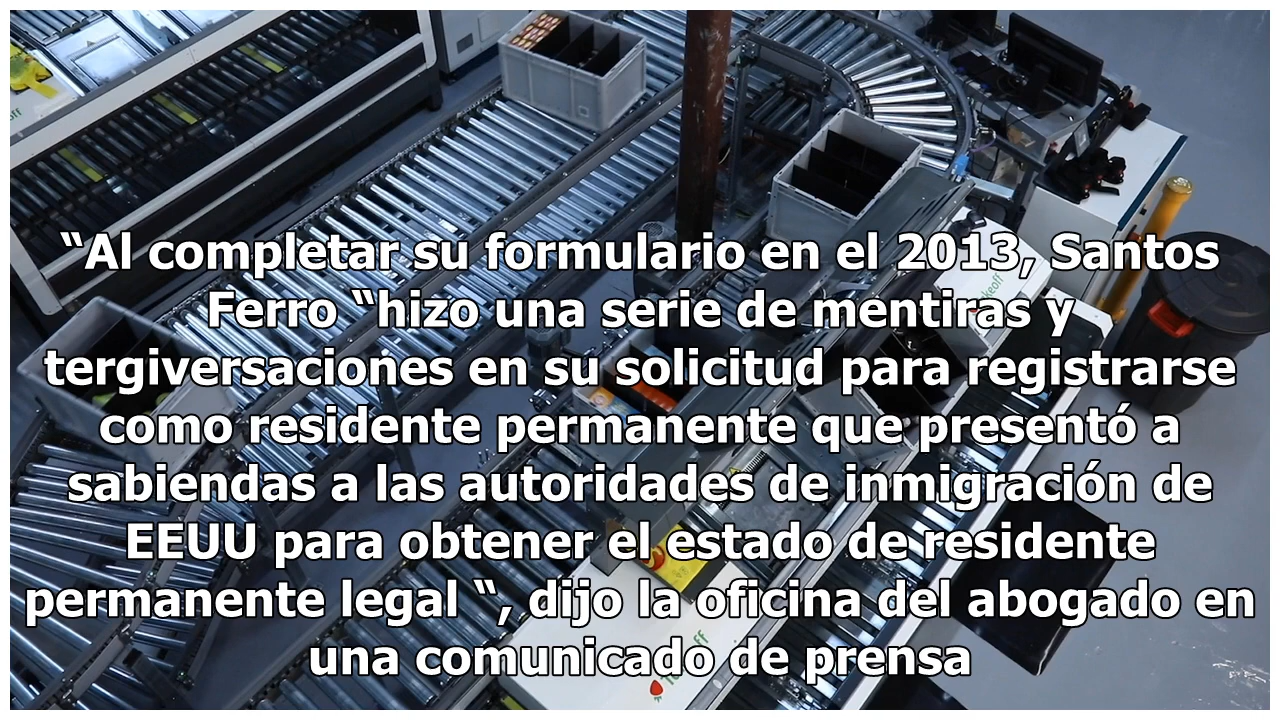 “Al completar su formulario en el 2013, Santos
Ferro “hizo una serie de mentiras y
tergiversaciones en su solicitud para registrarse
como residente permanente que presentó a
sabiendas a las autoridades de inmigración de
EEUU para obtener el estado de residente
permanente legal “, dijo la oficina del abogado en
una comunicado de prensa